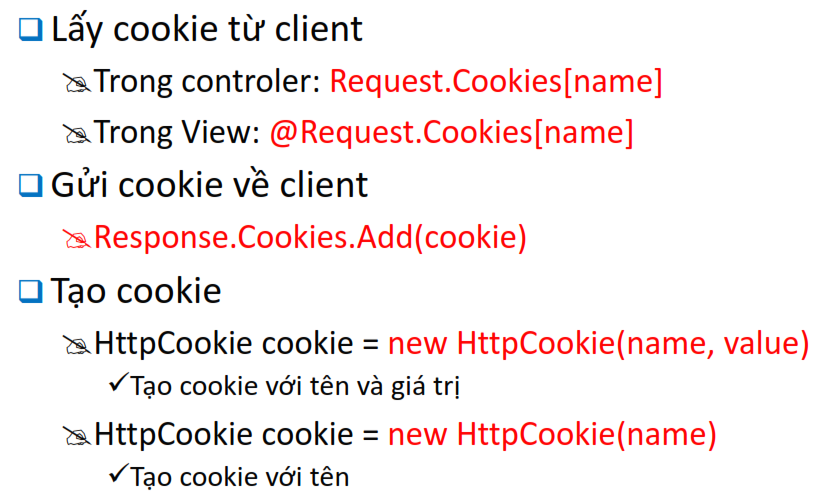 Lấy cookie từ client
Trong controler: Request.Cookies[name]
Trong View: @Request.Cookies[name]
Gửi cookie về client
Response.Cookies.Add(cookie)
Tạo cookie
HttpCookie cookie = new HttpCookie(name, value)
Tạo cookie với tên và giá trị
HttpCookie cookie = new HttpCookie(name)
Tạo cookie với tên